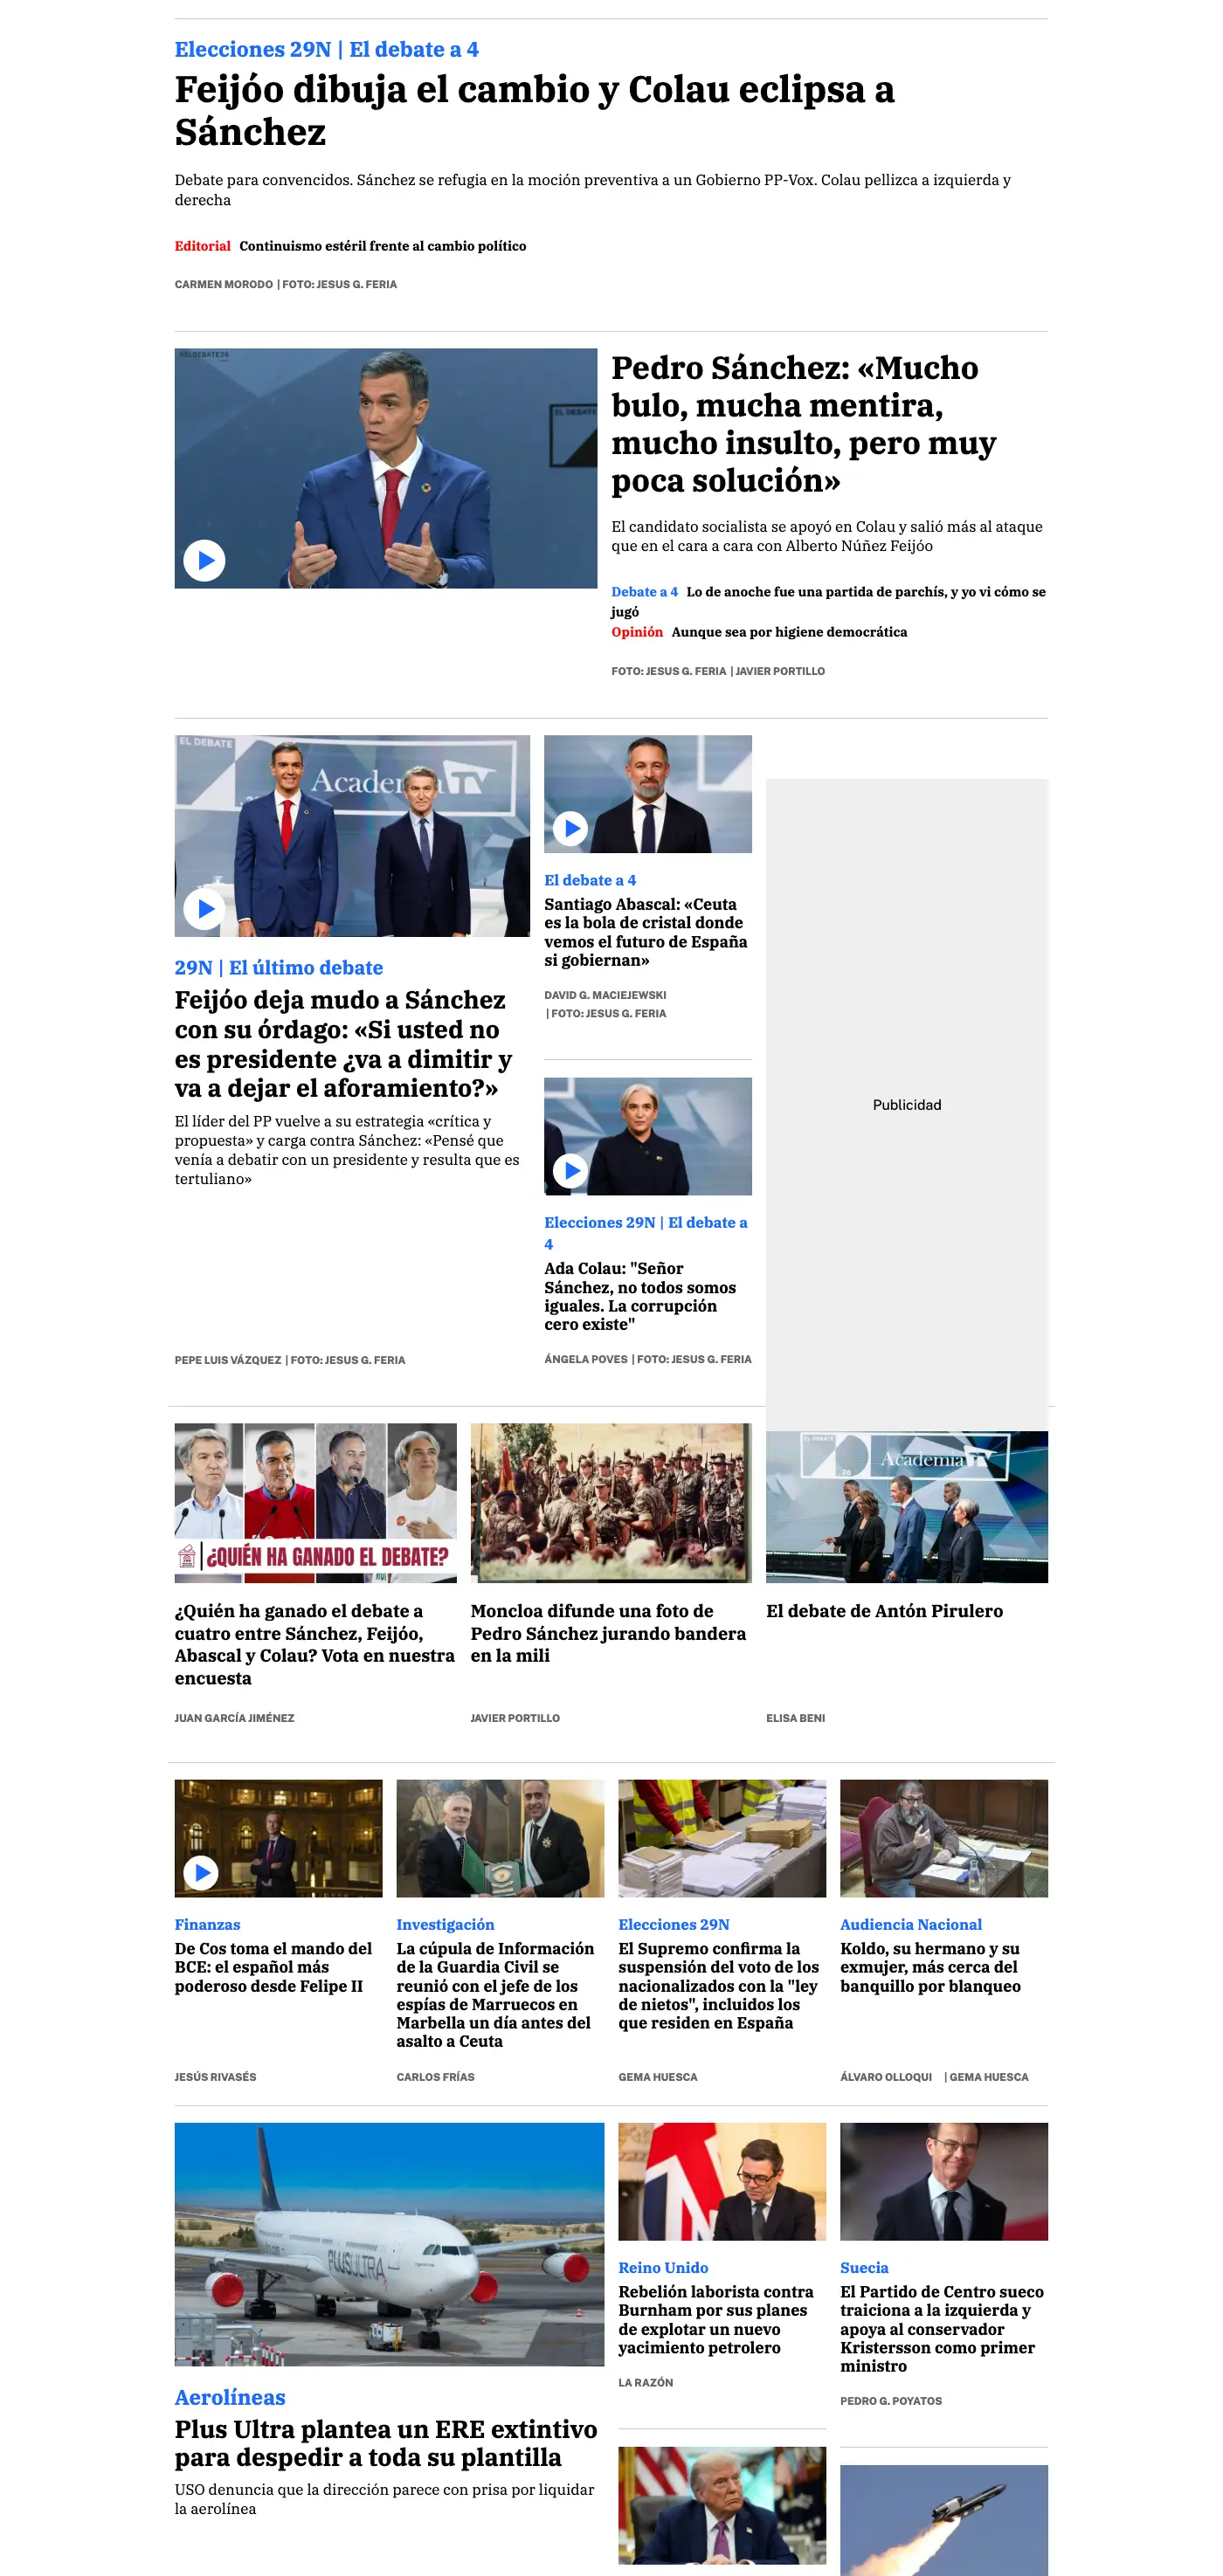 Elecciones 29N | El debate a 4
Feijóo dibuja el cambio y Colau eclipsa a
Sánchez
Debate para convencidos. Sánchez se refugia en la moción preventiva a un Gobierno PP-Vox. Colau pellizca a izquierda y
derecha
Editorial Continuismo estéril frente al cambio político
CARMEN MORODO | FOTO: JESUS G. FERIA
#ELDEBATE26
EL DEBATE
Pedro Sánchez: «Mucho
bulo, mucha mentira,
mucho insulto, pero muy
poca solución»
El candidato socialista se apoyó en Colau y salió más al ataque
que en el cara a cara con Alberto Núñez Feijóo
Debate a 4 Lo de anoche fue una partida de parchís, y yo vi cómo se
jugó
Opinión Aunque sea por higiene democrática
FOTO: JESUS G. FERIA | JAVIER PORTILLO
EL DEBATE
Academia TV
29N | El último debate
Feijóo deja mudo a Sánchez
con su órdago: «Si usted no
es presidente ¿va a dimitir y
va a dejar el aforamiento?»
El líder del PP vuelve a su estrategia «crítica y
propuesta» y carga contra Sánchez: «Pensé que
venía a debatir con un presidente y resulta que es
tertuliano»
PEPE LUIS VÁZQUEZ | FOTO: JESUS G. FERIA
El debate a 4
Santiago Abascal: «Ceuta
es la bola de cristal donde
vemos el futuro de España
si gobiernan»
DAVID G. MACIEJEWSKI
| FOTO: JESUS G. FERIA
Elecciones 29N | El debate a
4
Ada Colau: "Señor
Sánchez, no todos somos
iguales. La corrupción
cero existe"
ÁNGELA POVES | FOTO: JESUS G. FERIA
Publicidad
¿QUIÉN HA GANADO EL DEBATE?
¿Quién ha ganado el debate a
cuatro entre Sánchez, Feijóo,
Abascal y Colau? Vota en nuestra
encuesta
JUAN GARCÍA JIMÉNEZ
Moncloa difunde una foto de
Pedro Sánchez jurando bandera
en la mili
JAVIER PORTILLO
EL DEBATE
26
Academia
El debate de Antón Pirulero
ELISA BENI
Finanzas
De Cos toma el mando del
BCE: el español más
poderoso desde Felipe II
JESÚS RIVASÉS
Investigación
La cúpula de Información
de la Guardia Civil se
reunió con el jefe de los
espías de Marruecos en
Marbella un día antes del
asalto a Ceuta
CARLOS FRÍAS
Elecciones 29N
El Supremo confirma la
suspensión del voto de los
nacionalizados con la "ley
de nietos", incluidos los
que residen en España
GEMA HUESCA
Audiencia Nacional
Koldo, su hermano y su
exmujer, más cerca del
banquillo por blanqueo
ÁLVARO OLLOQUI | GEMA HUESCA
PLUS ULTRA
Aerolíneas
Plus Ultra plantea un ERE extintivo
para despedir a toda su plantilla
USO denuncia que la dirección parece con prisa por liquidar
la aerolínea
Reino Unido
Rebelión laborista contra
Burnham por sus planes
de explotar un nuevo
yacimiento petrolero
LA RAZÓN
Suecia
El Partido de Centro sueco
traiciona a la izquierda y
apoya al conservador
Kristersson como primer
ministro
PEDRO G. POYATOS